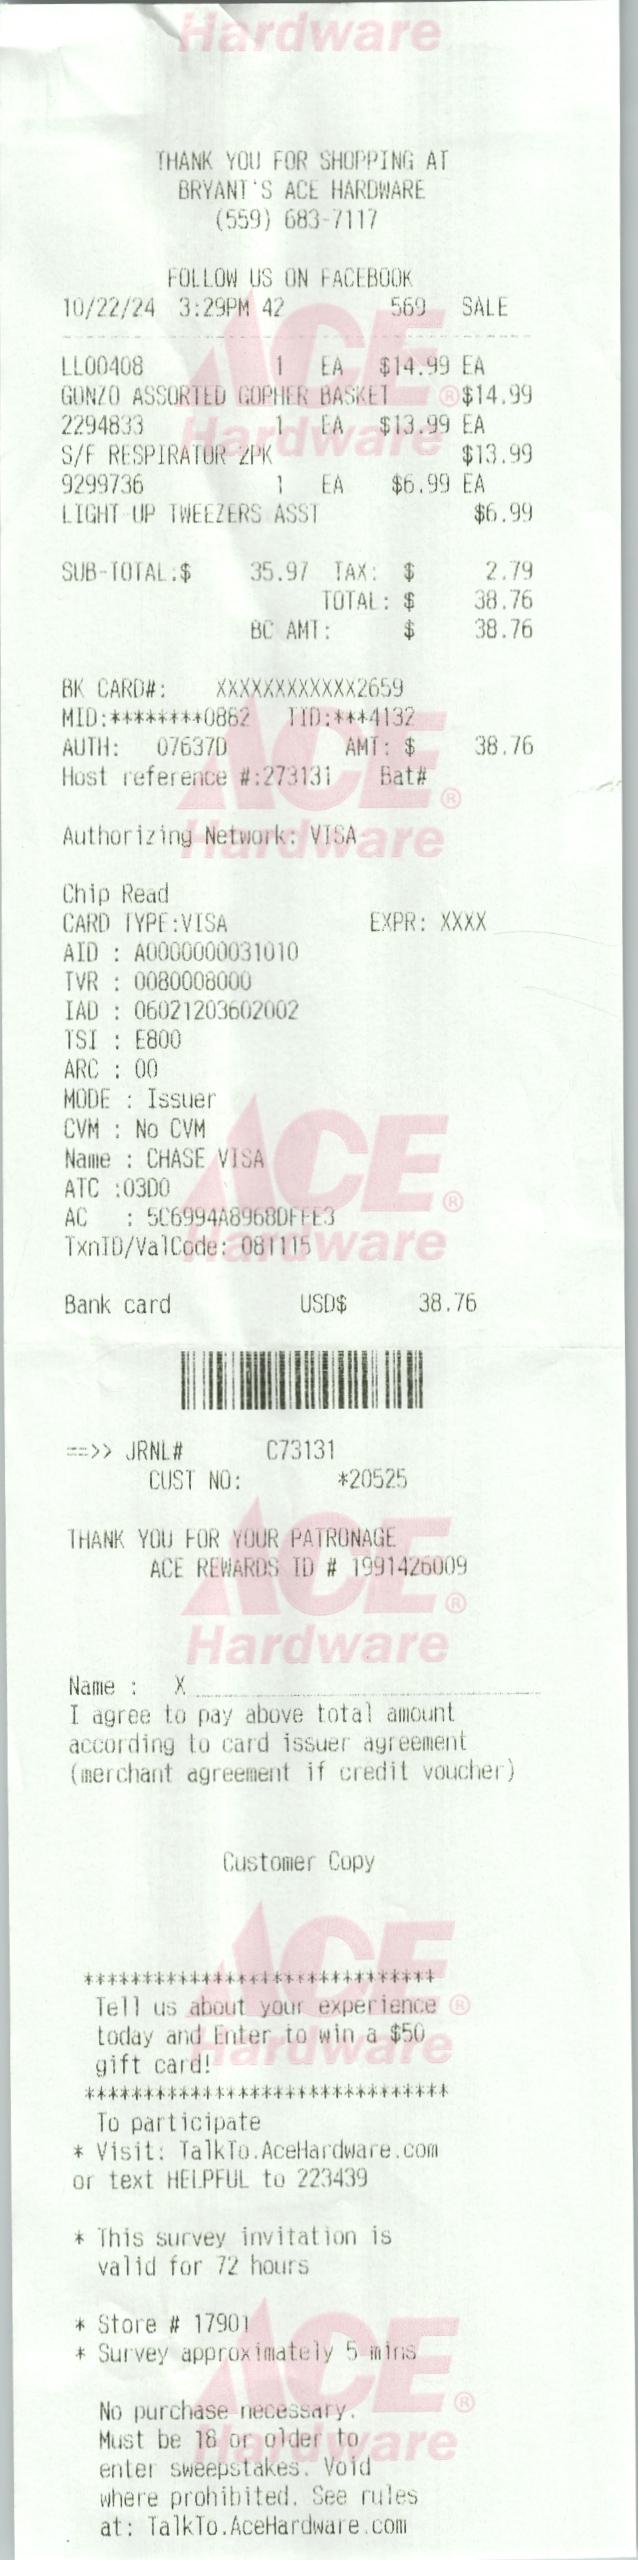 Hardware
THANK YOU FOR SHOPPING AT
BRYANT'S ACE HARDWARE
(559) 683-7117
FOLLOW US ON FACEBOOK
10/22/24 3:29PM 42 569 SALE
LL00408 1 EA $14.99 EA
GONZO ASSORTED GOPHER BASKET $14.99
2294833 1 EA $13.99 EA
S/F RESPIRATOR 2PK $13.99
9299736 1 EA $6.99 EA
LIGHT UP TWEEZERS ASST $6.99
SUB-TOTAL:$ 35.97 TAX: $ 2.79
TOTAL: $ 38.76
BC AMT: $ 38.76
BK CARD#: XXXXXXXXXXXX2659
MID:********0862 TID:***4132
AUTH: 07637D AMT: $ 38.76
Host reference #:273131 Bat#
Authorizing Network: VISA
Chip Read
CARD TYPE:VISA EXPR: XXXX
AID : A0000000031010
TVR : 0080008000
IAD : 06021203602002
TSI : E800
ARC : 00
MODE : Issuer
CVM : No CVM
Name : CHASE VISA
ATC :03D0
AC : 5C6994A8968DFFE3
TxnID/ValCode: 081115
Bank card USD$ 38.76
==>> JRNL# C73131
CUST NO: *20525
THANK YOU FOR YOUR PATRONAGE
ACE REWARDS ID # 1991426009
ACE
Hardware
Name : X
I agree to pay above total amount
according to card issuer agreement
(merchant agreement if credit voucher)
Customer Copy
******************************
Tell us about your experience
today and Enter to win a $50
gift card!
*******************************
To participate
* Visit: TalkTo.AceHardware.com
or text HELPFUL to 223439
* This survey invitation is
valid for 72 hours
* Store # 17901
* Survey approximately 5 mins
No purchase necessary.
Must be 18 or older to
enter sweepstakes. Void
where prohibited. See rules
at: TalkTo.AceHardware.com